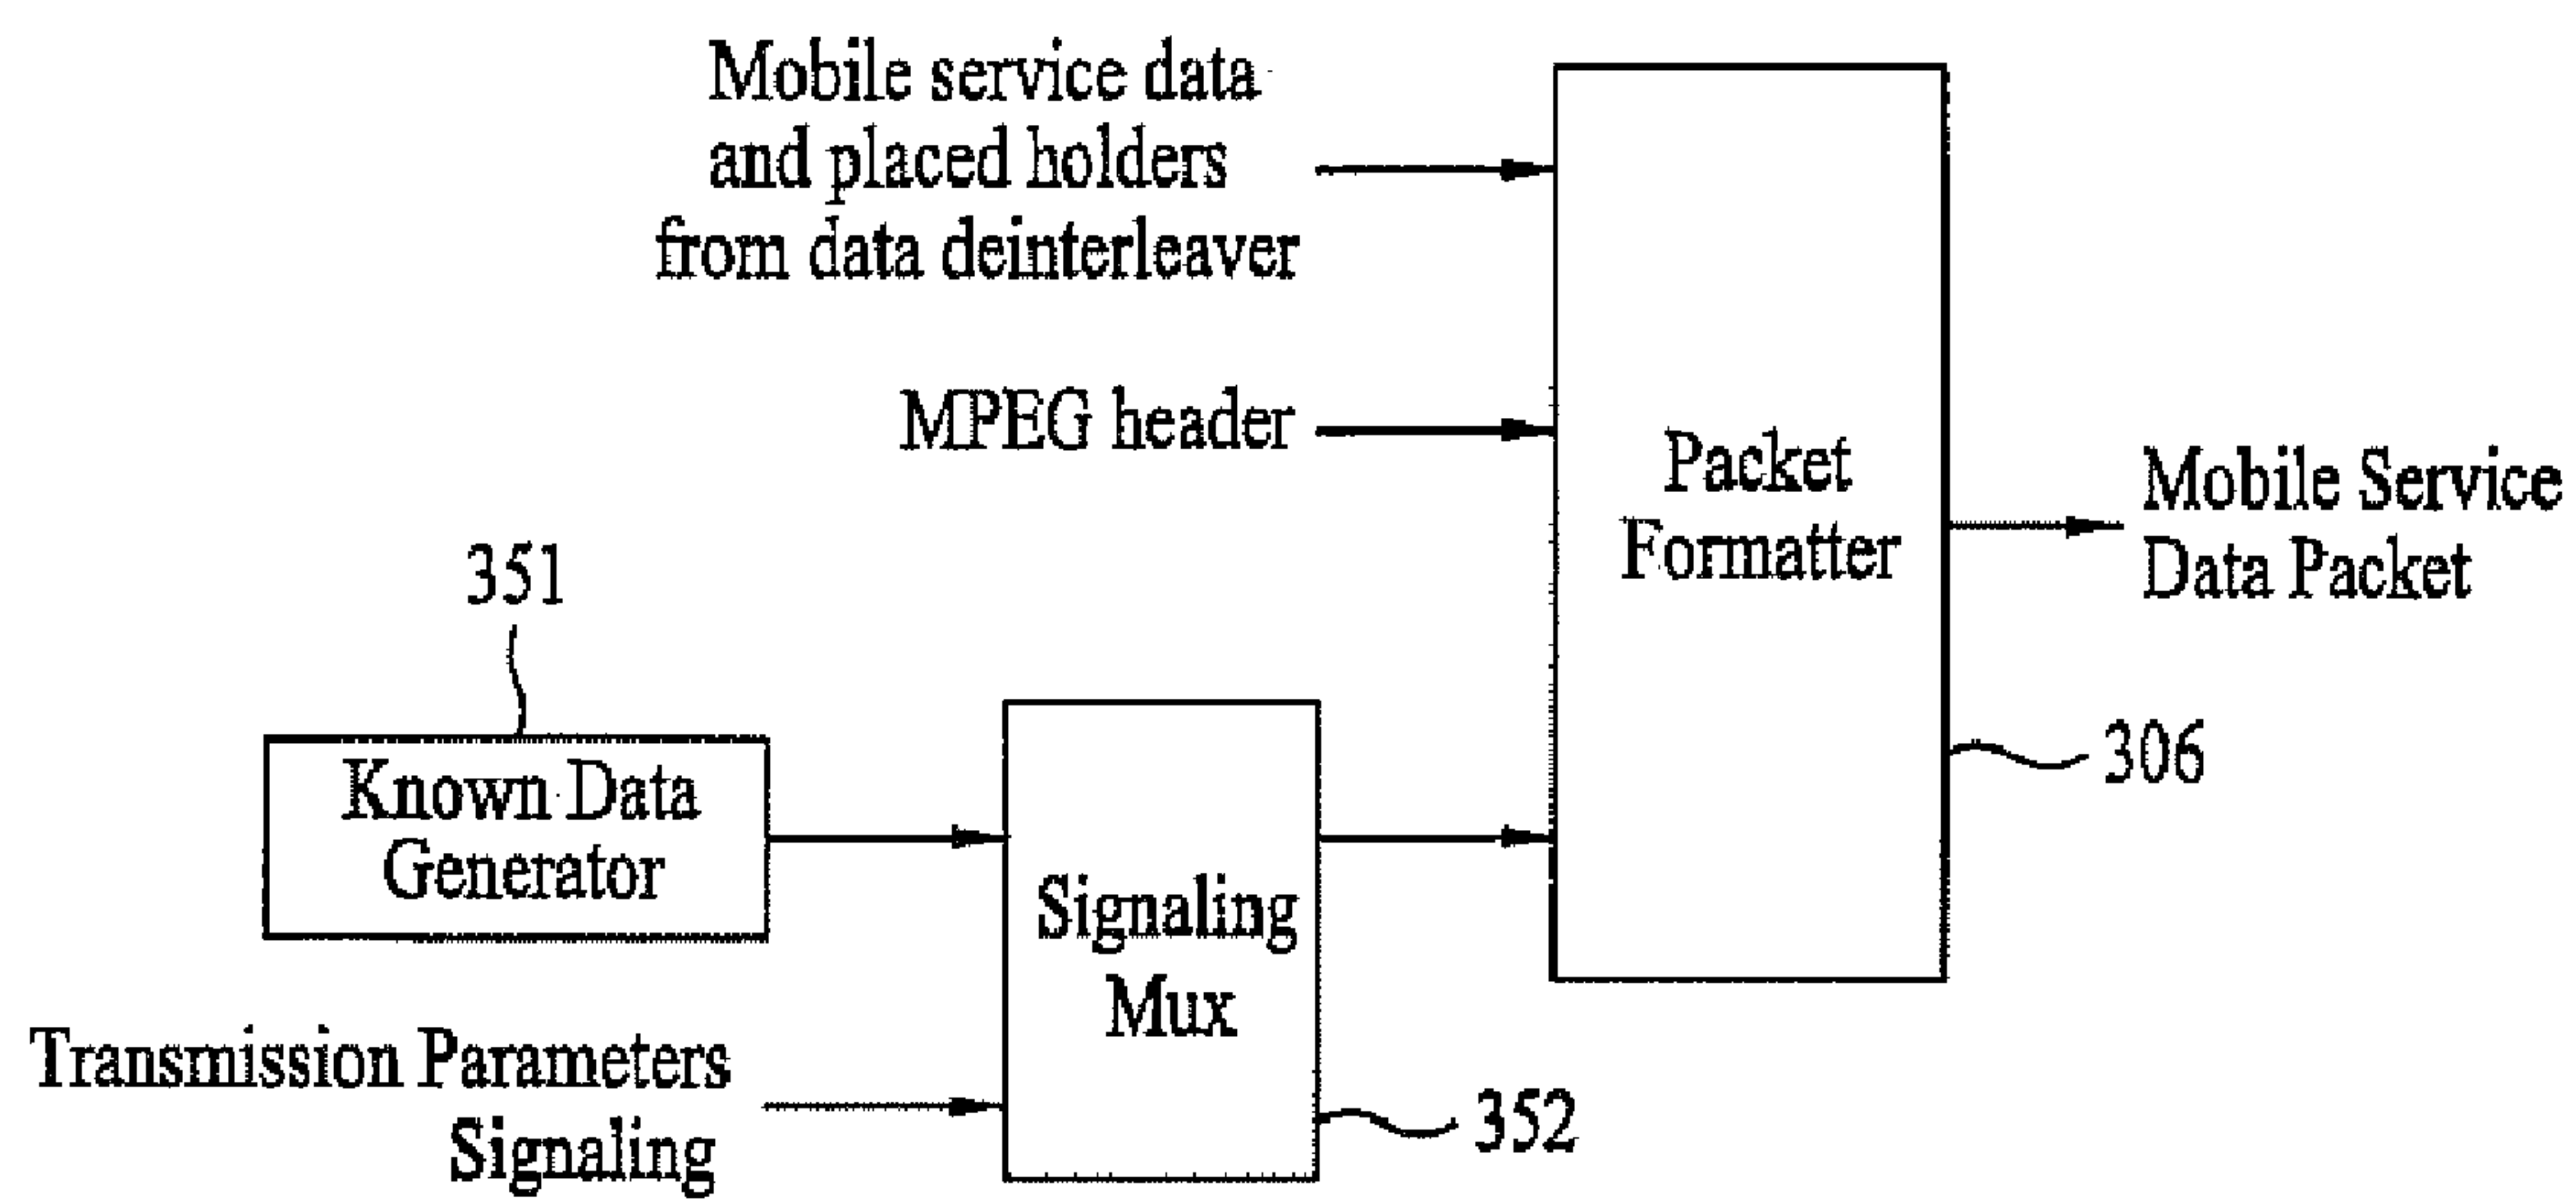 Mobile service data
and placed holders
from data deinterleaver
MPEG header
Packet
Formatter
Mobile Service
Data Packet
351
306
Known Data
Generator
Signaling
Mux
Transmission Parameters
Signaling
352